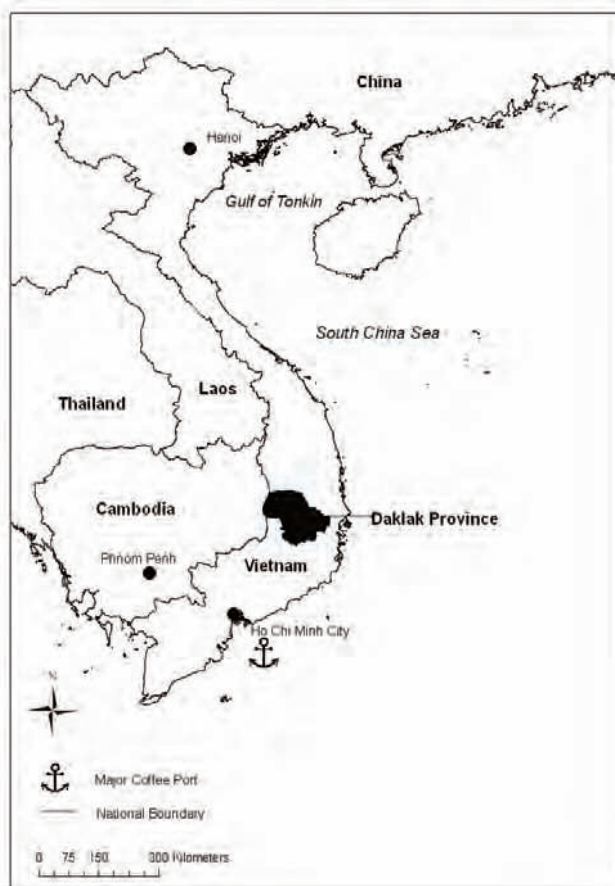 China
Hanoi
Gulf of Tonkin
South China Sea
Laos
Thailand
Cambodia
Daklak Province
Phnom Penh
Vietnam
Ho Chi Minh City
N
Major Coffee Port
National Boundary
0 75 150 300 Kilometers